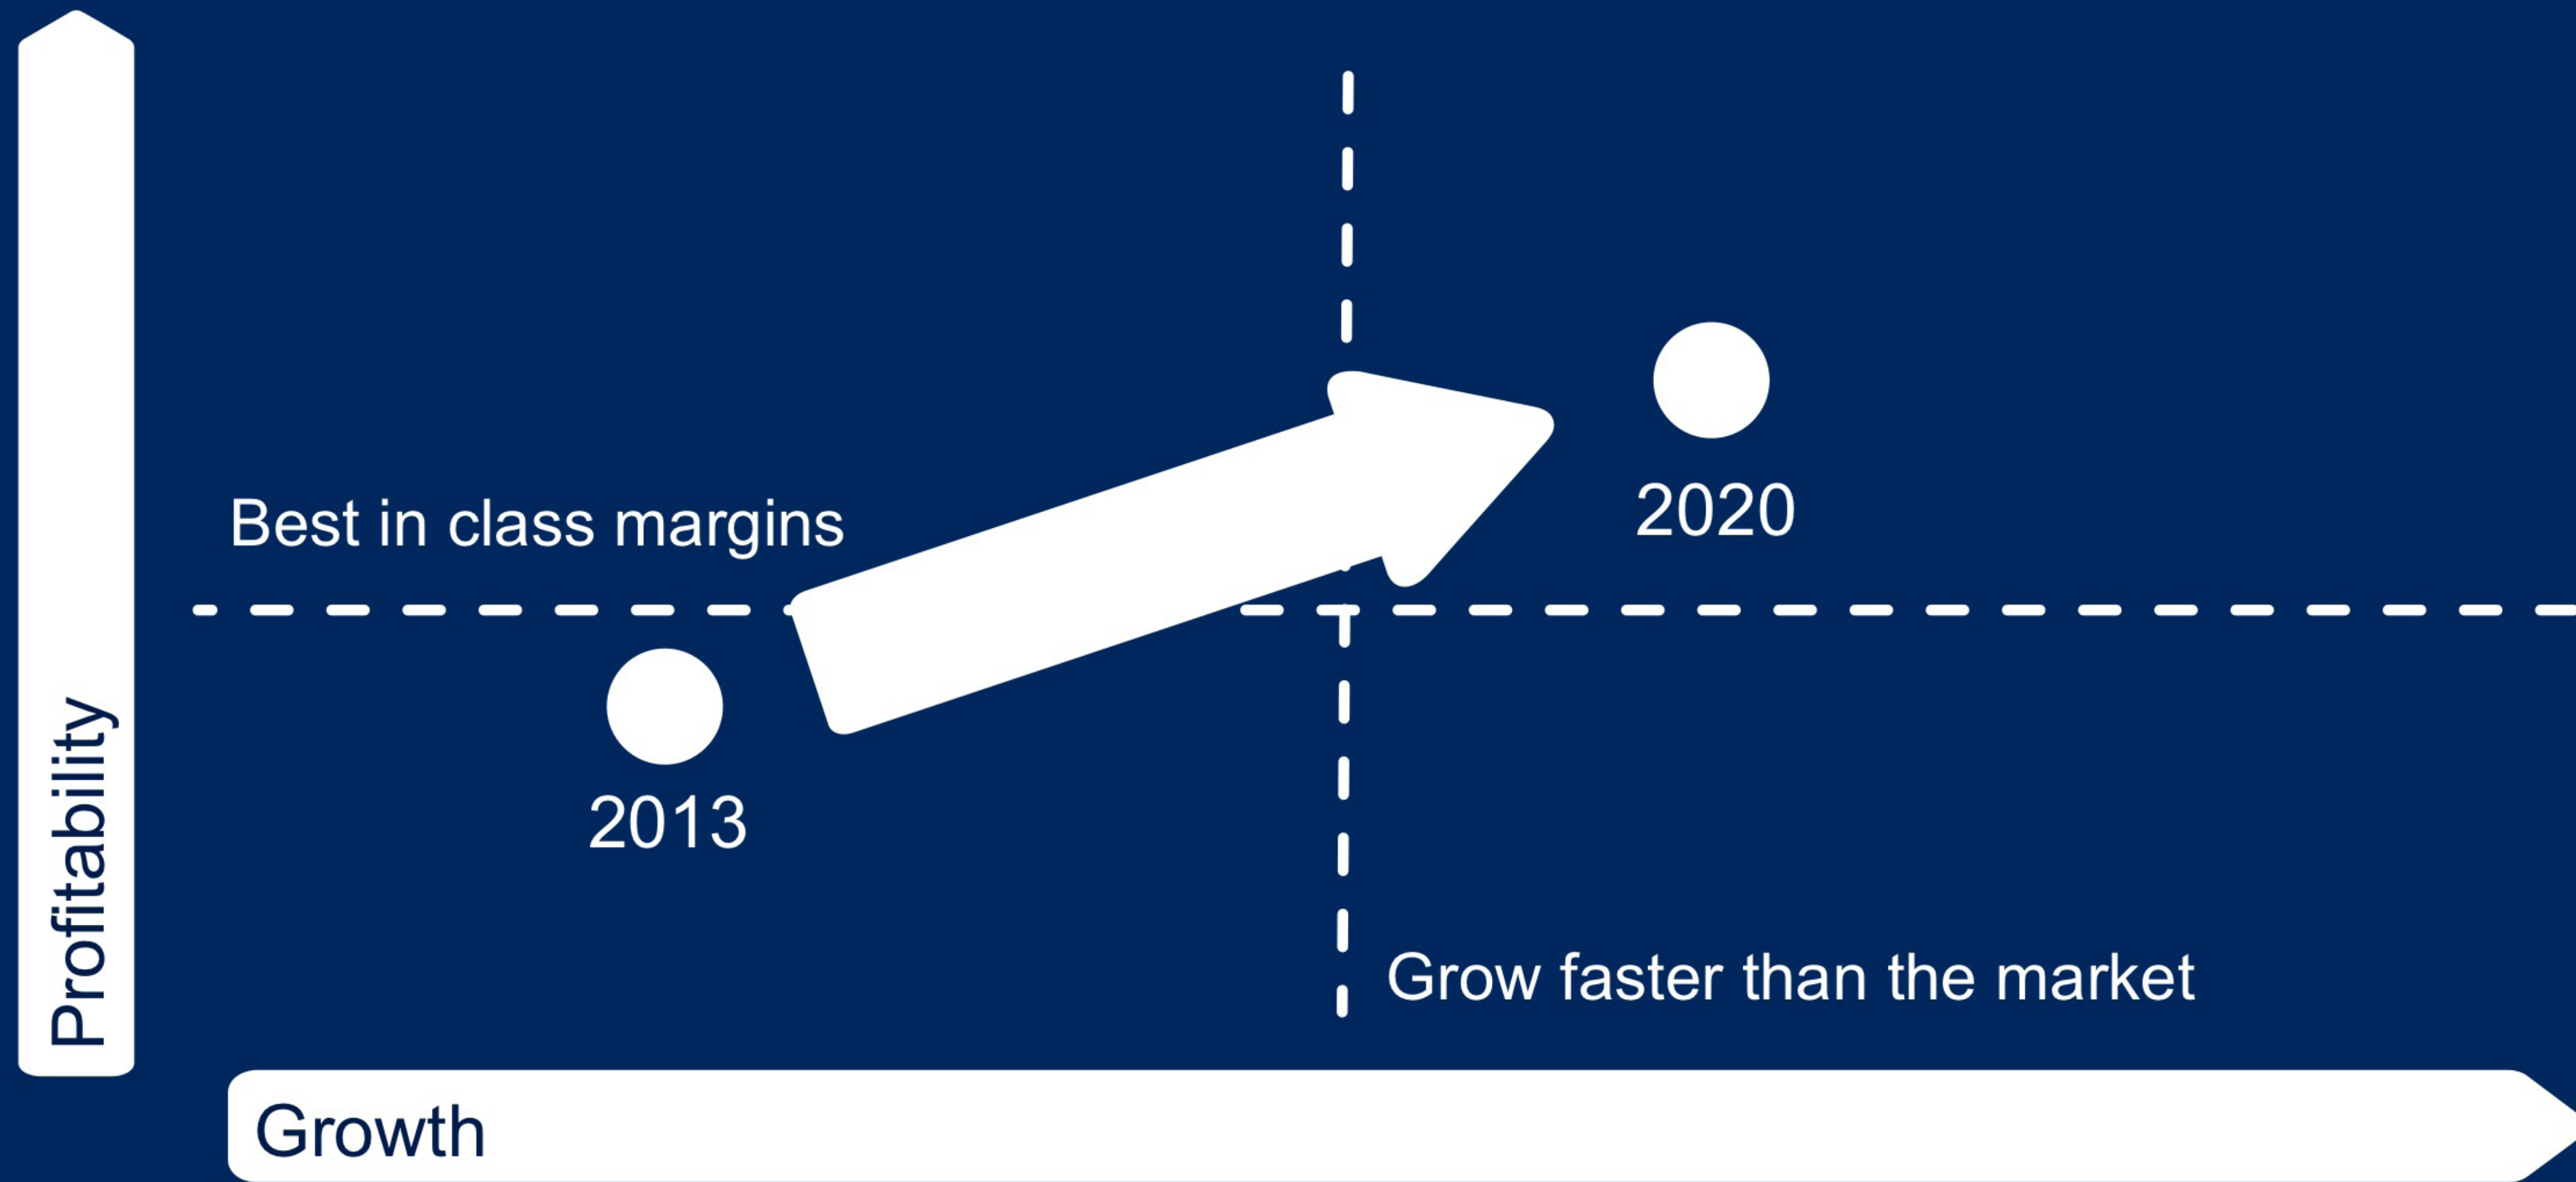 Profitability
Best in class margins
2020
2013
Grow faster than the market
Growth